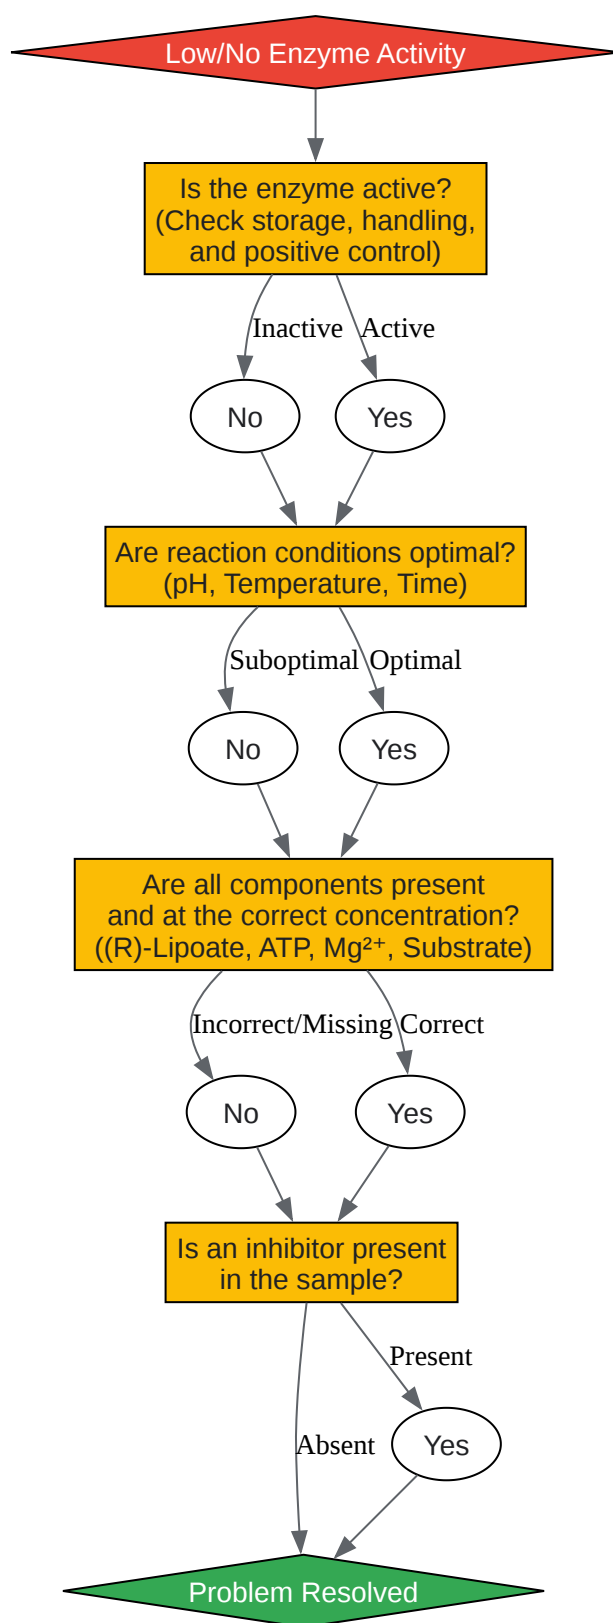 Low/No Enzyme Activity
Is the enzyme active?
(Check storage, handling,
and positive control)
Inactive
Active
No
Yes
Are reaction conditions optimal?
(pH, Temperature, Time)
Suboptimal
Optimal
No
Yes
Are all components present
and at the correct concentration?
((R)-Lipoate, ATP, Mg²⁺, Substrate)
Incorrect/Missing
Correct
No
Yes
Is an inhibitor present
in the sample?
Present
Absent
Yes
Problem Resolved